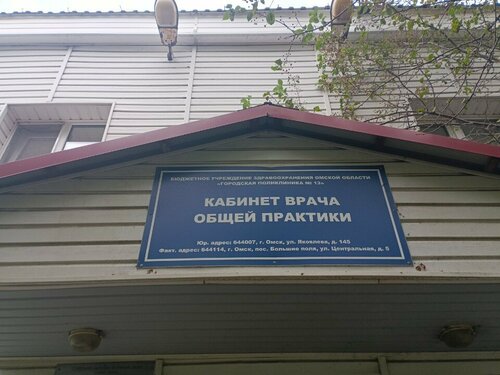 БЮДЖЕТНОЕ УЧРЕЖДЕНИЕ ЗДРАВООХРАНЕНИЯ ОМСКОЙ ОБЛАСТИ
«ГОРОДСКАЯ ПОЛИКЛИНИКА № 12»
КАБИНЕТ ВРАЧА
ОБЩЕЙ ПРАКТИКИ
Юр. адрес: 644007, г. Омск, ул. Яковлева, д. 145
Факт. адрес: 644114, г. Омск, пос. Большие поля, ул. Центральная, д. 5